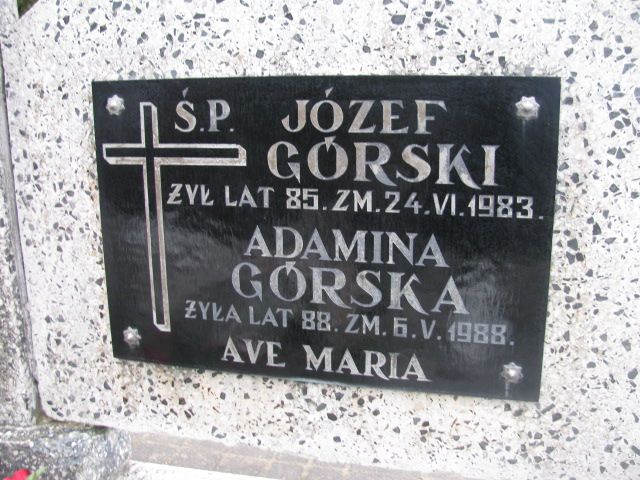 Ś.P. JÓZEF
GÓRSKI
ŻYŁ LAT 85. ZM. 24.VI.1983.
ADAMINA
GÓRSKA
ŻYŁA LAT 88. ZM. 6.V.1988.
AVE MARIA